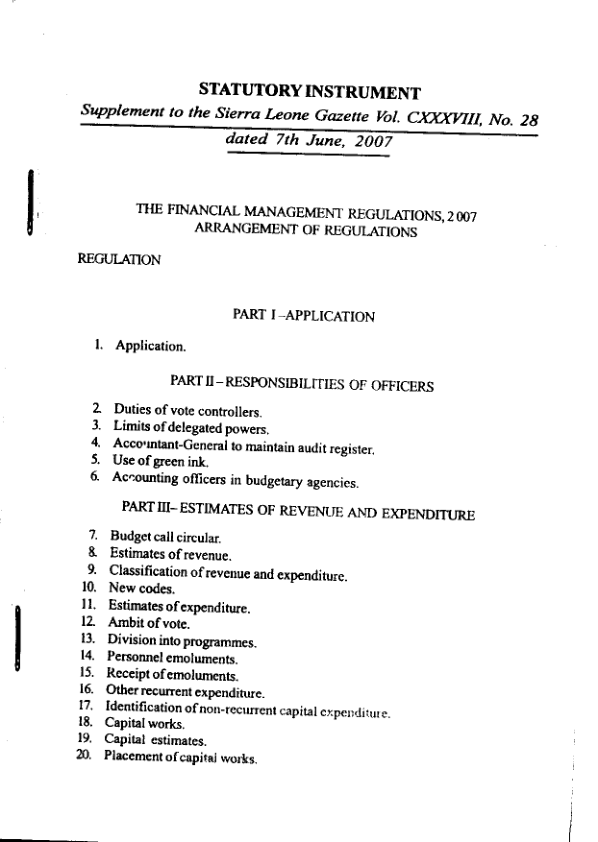 STATUTORY INSTRUMENT
Supplement to the Sierra Leone Gazette Vol. CXXXVIII, No. 28
dated 7th June, 2007
THE FINANCIAL MANAGEMENT REGULATIONS, 2007
ARRANGEMENT OF REGULATIONS
REGULATION
PART I–APPLICATION
1. Application.
PART II–RESPONSIBILITIES OF OFFICERS
2. Duties of vote controllers.
3. Limits of delegated powers.
4. Accountant-General to maintain audit register.
5. Use of green ink.
6. Accounting officers in budgetary agencies.
PART III–ESTIMATES OF REVENUE AND EXPENDITURE
7. Budget call circular.
8. Estimates of revenue.
9. Classification of revenue and expenditure.
10. New codes.
11. Estimates of expenditure.
12. Ambit of vote.
13. Division into programmes.
14. Personnel emoluments.
15. Receipt of emoluments.
16. Other recurrent expenditure.
17. Identification of non-recurrent capital expenditure.
18. Capital works.
19. Capital estimates.
20. Placement of capital works.